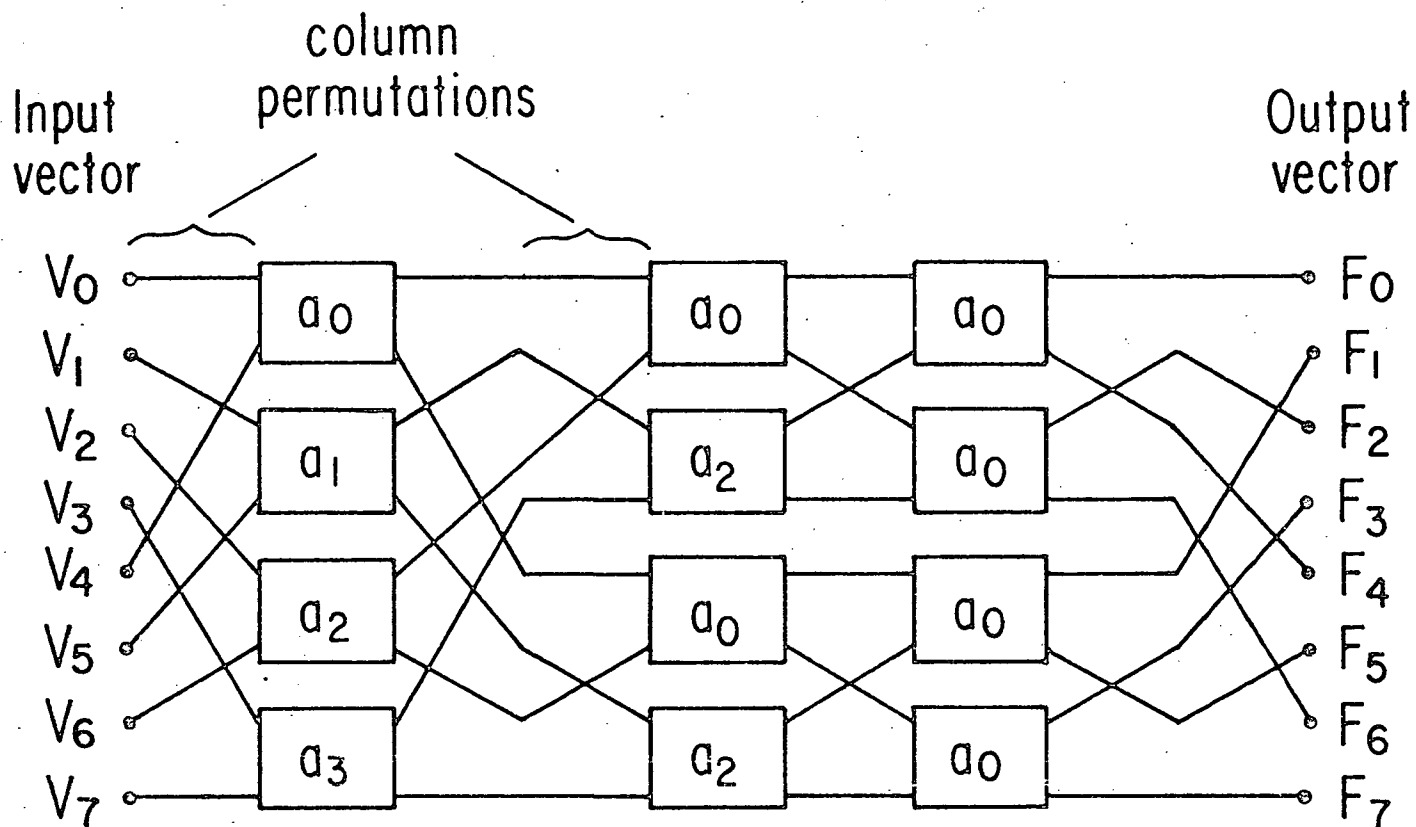 column
permutations
Input
vector
Output
vector
V0
V1
V2
V3
V4
V5
V6
V7
a0
a1
a2
a3
a0
a2
a0
a2
a0
a0
a0
a0
F0
F1
F2
F3
F4
F5
F6
F7